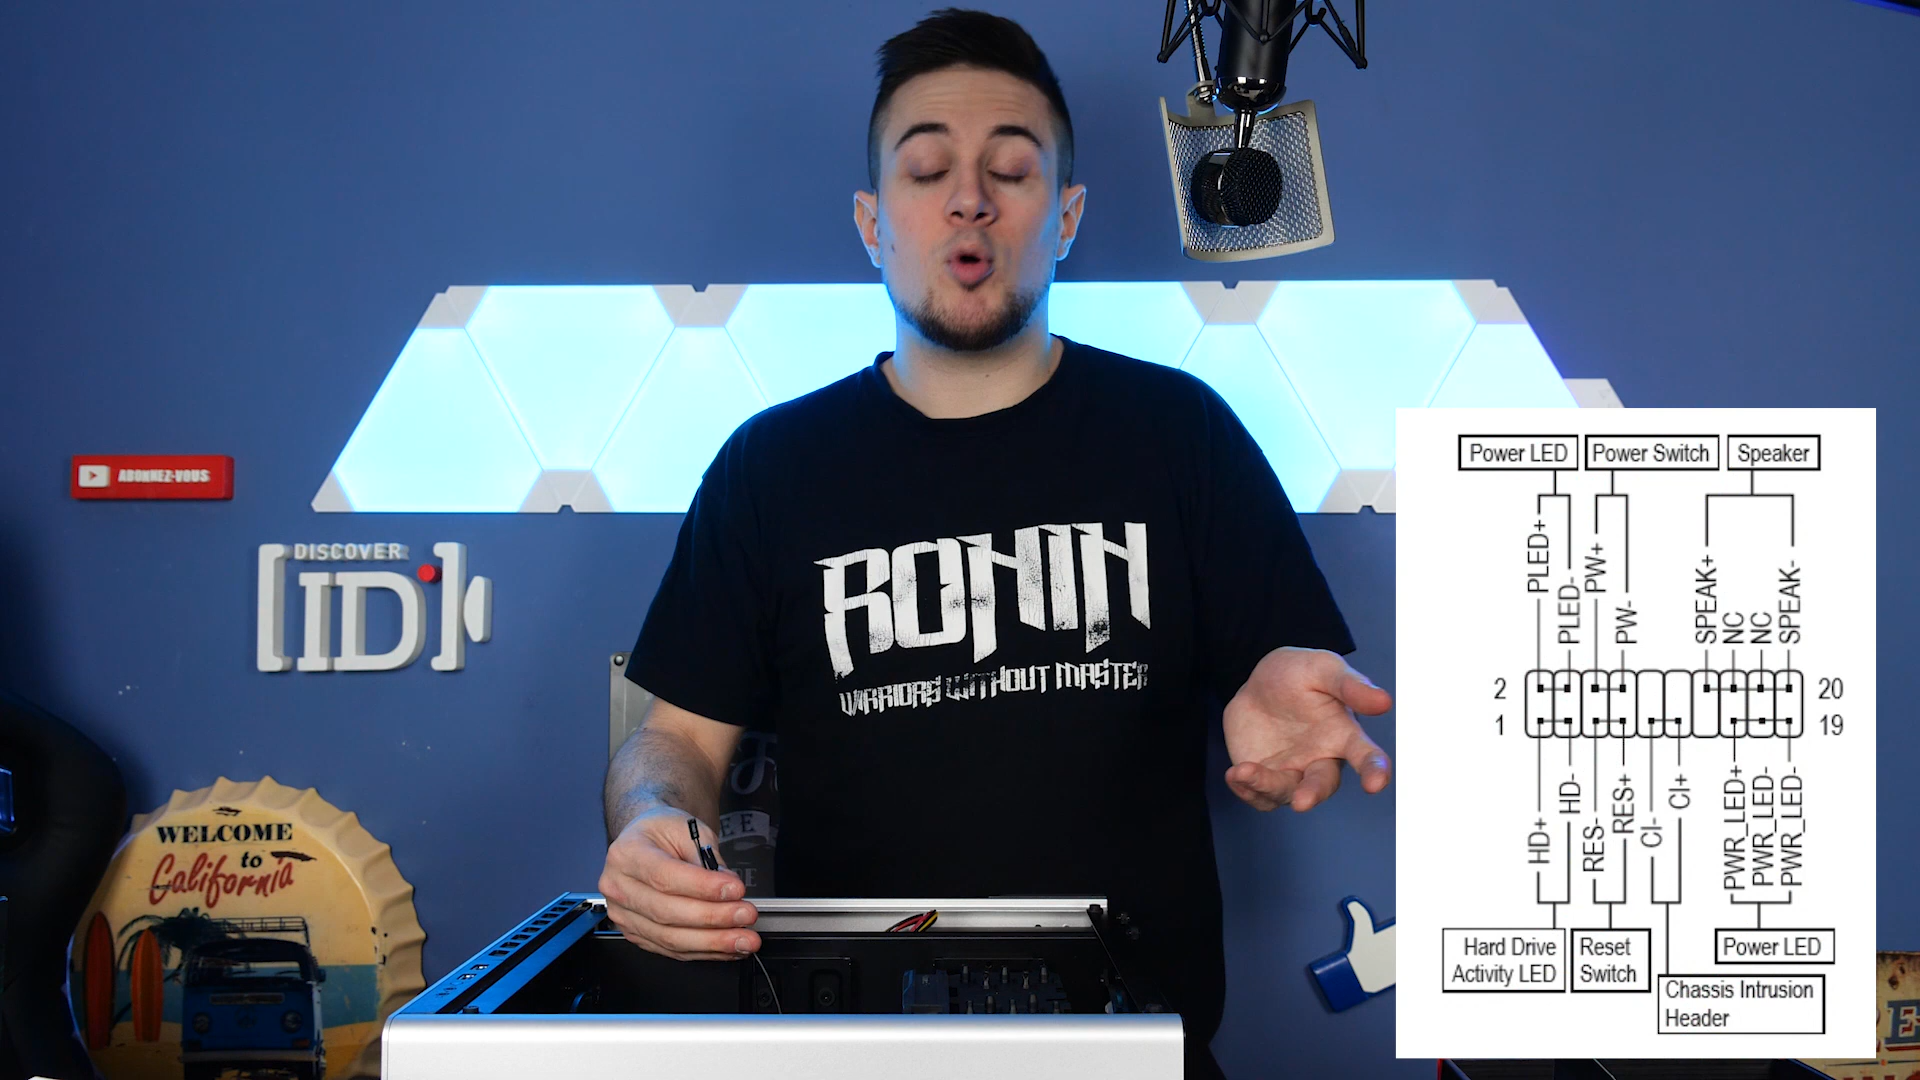 ABONNEZ-VOUS
DISCOVER
ID
WELCOME
to
California
RONIN
WARRIORS WITHOUT MASTER
Power LED
Power Switch
Speaker
PLED+
PLED-
PW+
PW-
SPEAK+
NC
NC
SPEAK-
2
20
1
19
HD+
HD-
RES-
RES+
CI-
CI+
PWR_LED+
PWR_LED-
PWR_LED-
Hard Drive
Activity LED
Reset
Switch
Power LED
Chassis Intrusion
Header